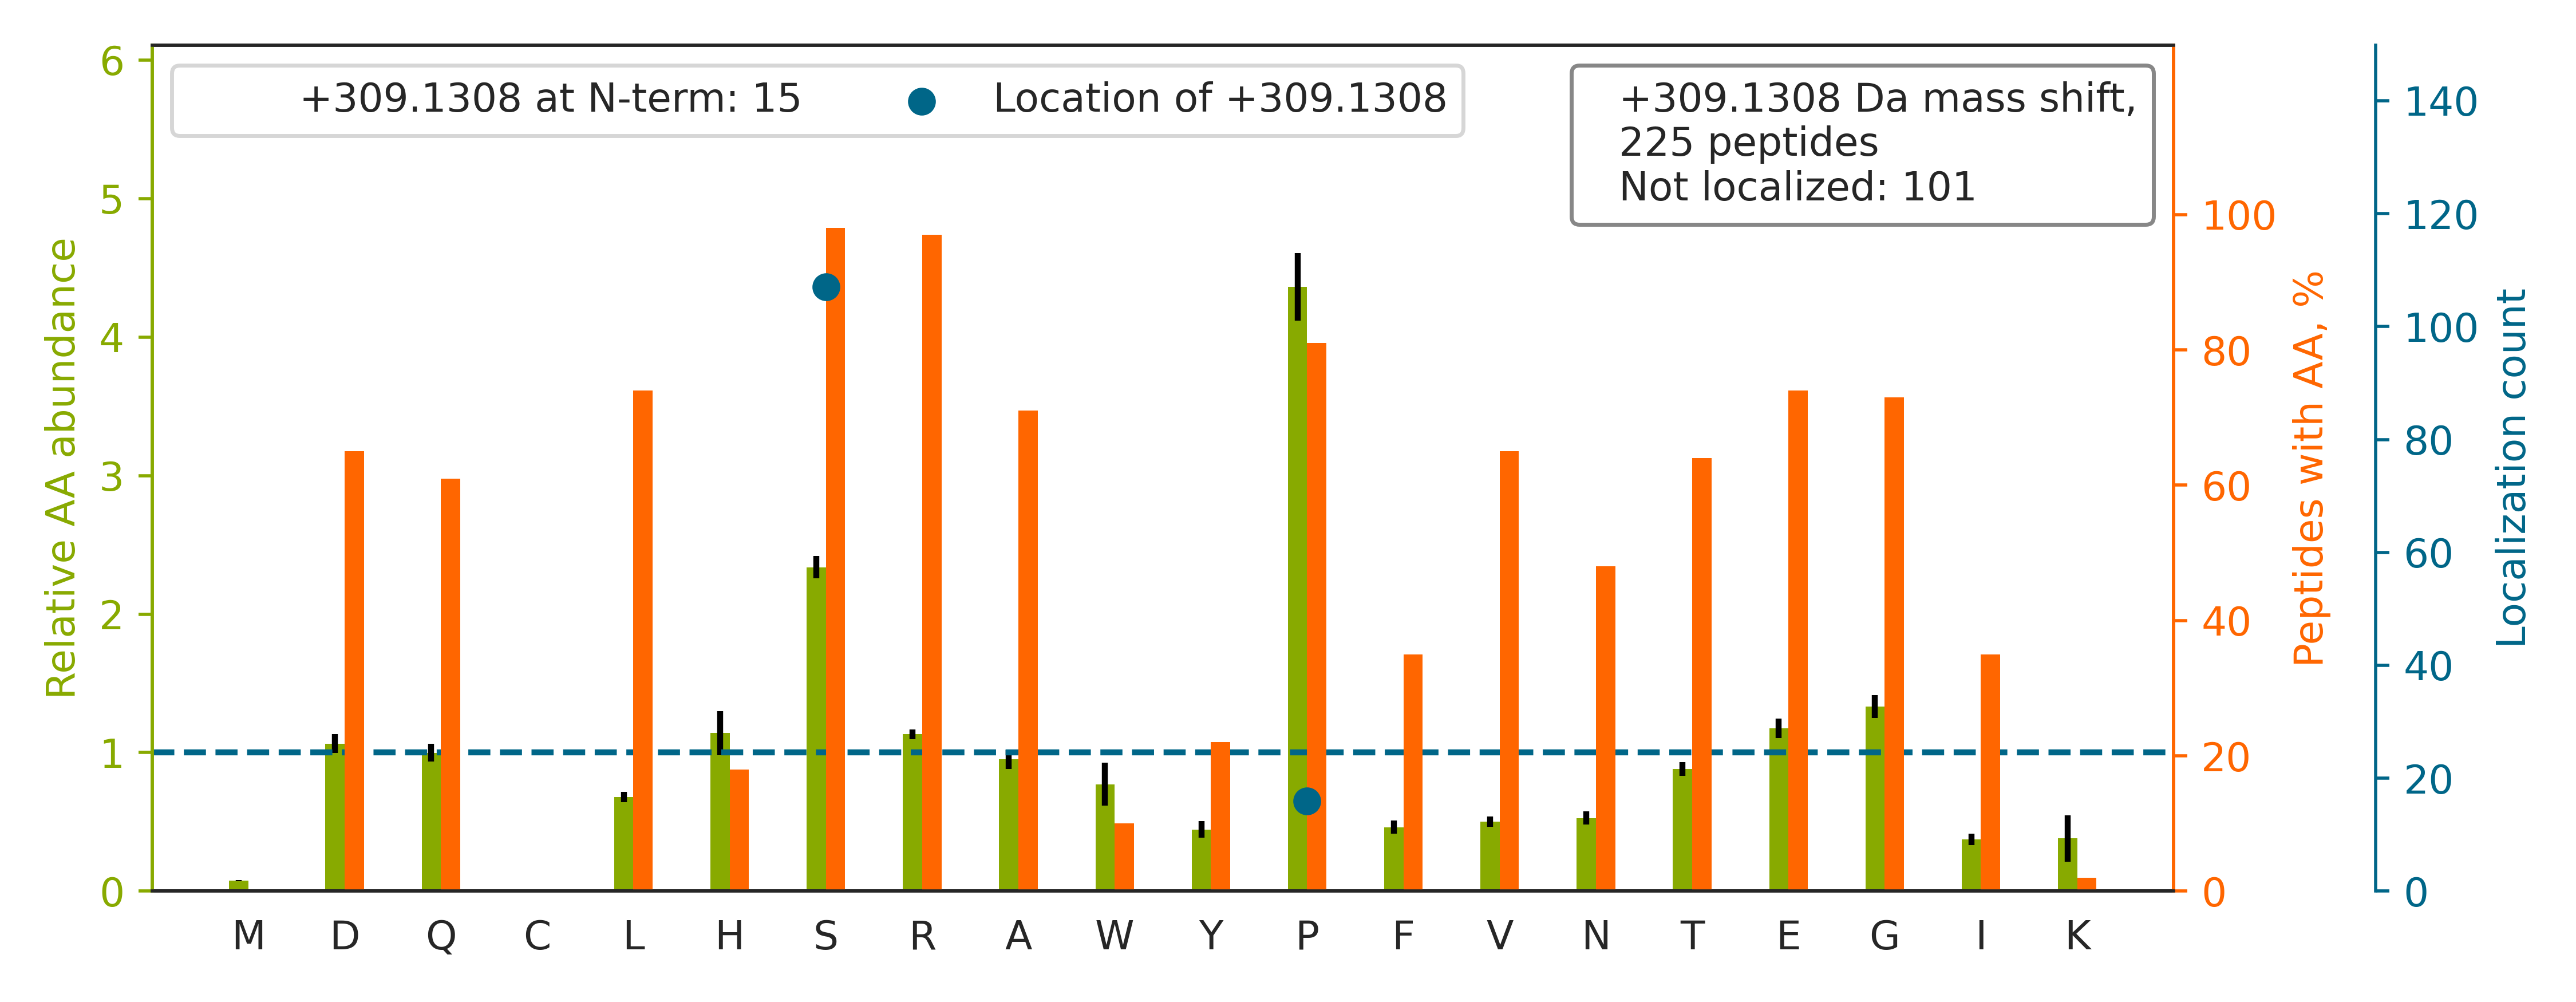 +309.1308 at N-term: 15
Location of +309.1308
+309.1308 Da mass shift,
225 peptides
Not localized: 101
Relative AA abundance
6
5
4
3
2
1
0
Peptides with AA, %
100
80
60
40
20
0
Localization count
140
120
100
80
60
40
20
0
M D Q C L H S R A W Y P F V N T E G I K